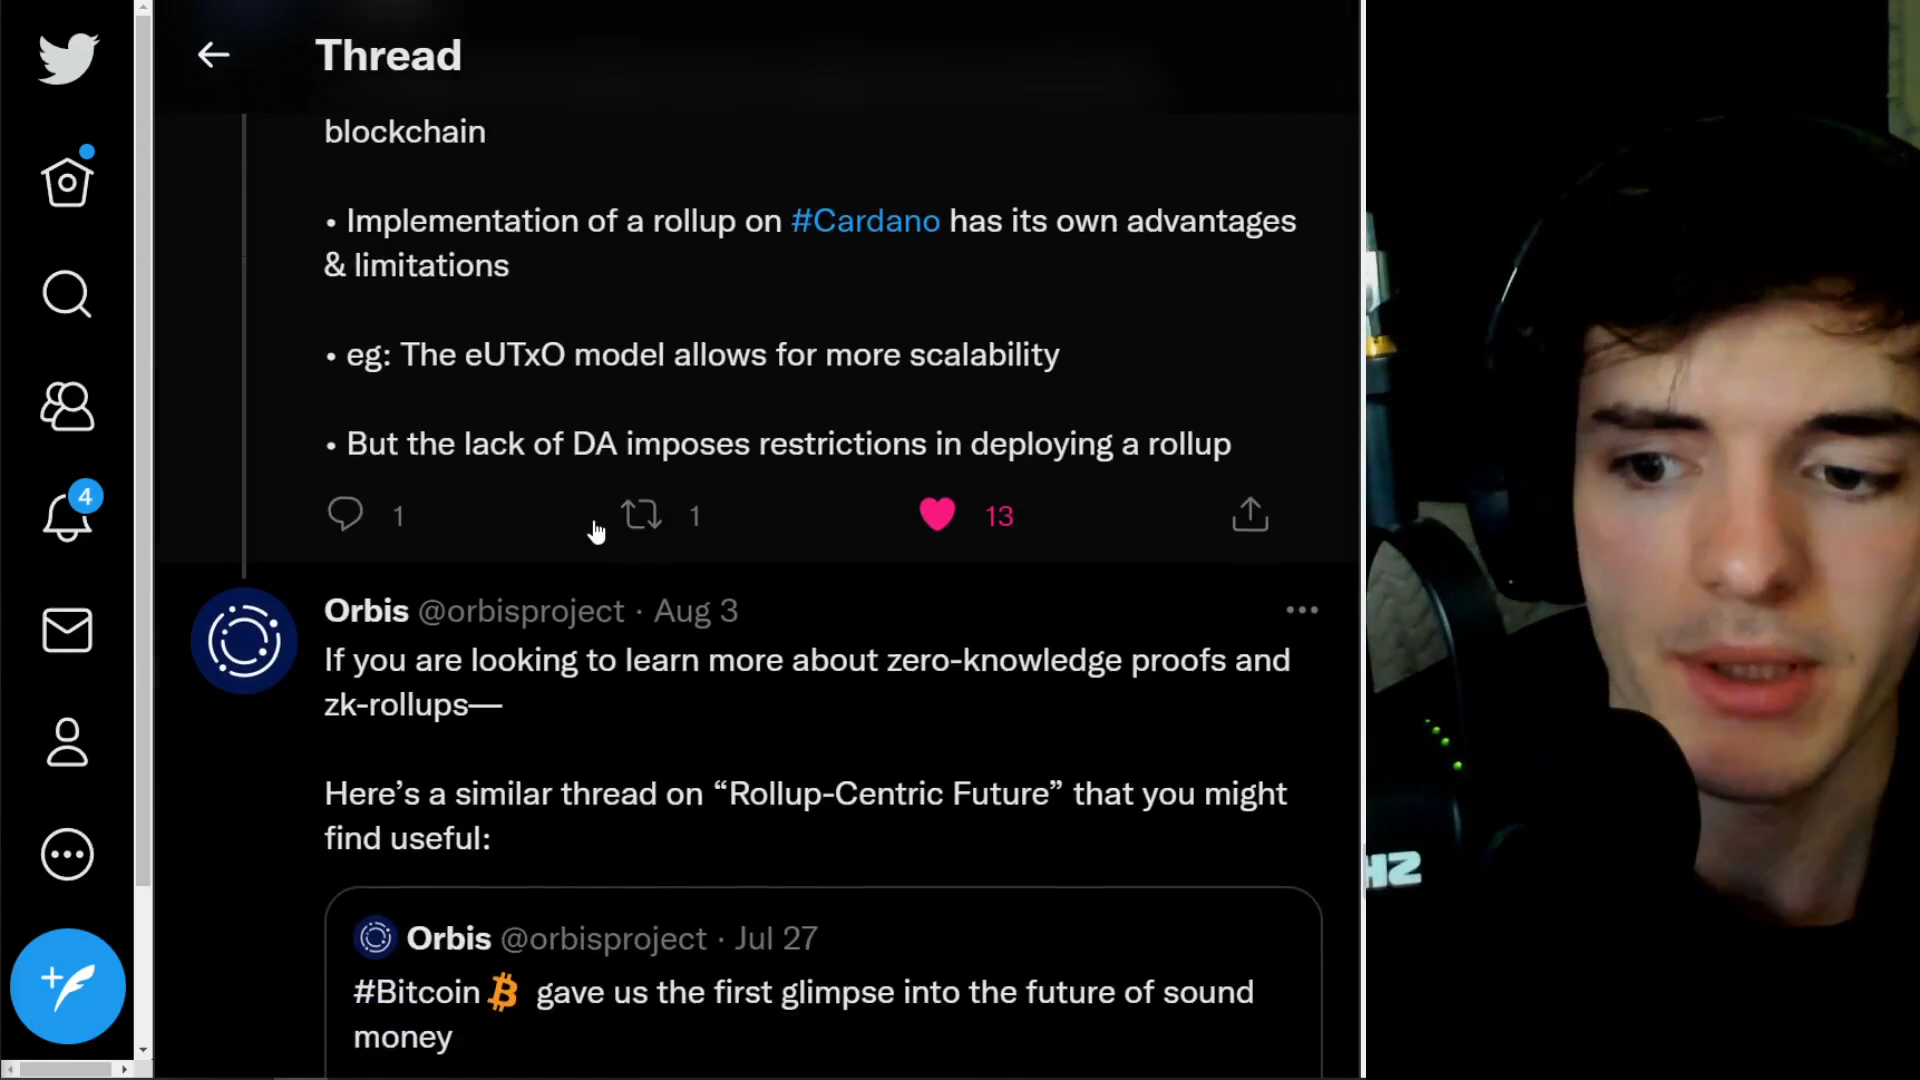 Thread
blockchain
• Implementation of a rollup on #Cardano has its own advantages
& limitations
• eg: The eUTxO model allows for more scalability
• But the lack of DA imposes restrictions in deploying a rollup
1 1 13
4
Orbis @orbisproject · Aug 3
If you are looking to learn more about zero-knowledge proofs and
zk-rollups—
Here’s a similar thread on “Rollup-Centric Future” that you might
find useful:
Orbis @orbisproject · Jul 27
#Bitcoin gave us the first glimpse into the future of sound
money